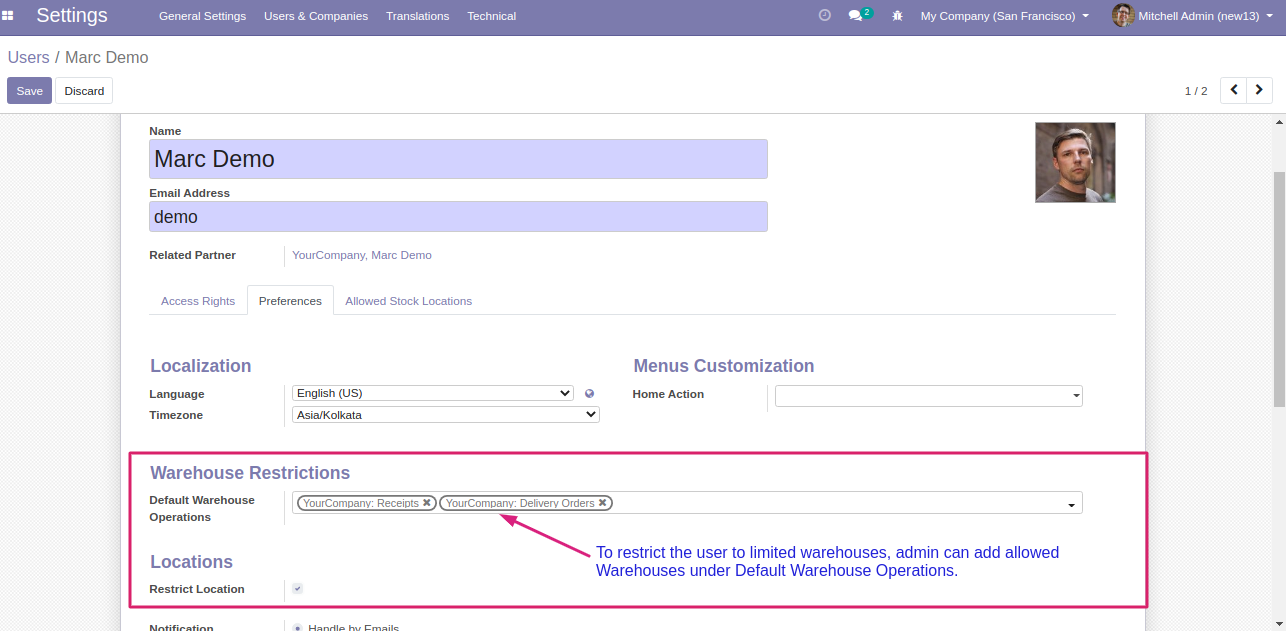 Settings General Settings Users & Companies Translations Technical 2 My Company (San Francisco) Mitchell Admin (new13)
Users / Marc Demo
Save Discard 1 / 2
Name
Marc Demo
Email Address
demo
Related Partner YourCompany, Marc Demo
Access Rights Preferences Allowed Stock Locations
Localization Menus Customization
Language English (US) Home Action
Timezone Asia/Kolkata
Warehouse Restrictions
Default Warehouse YourCompany: Receipts ✖ YourCompany: Delivery Orders ✖
Operations
To restrict the user to limited warehouses, admin can add allowed
Warehouses under Default Warehouse Operations.
Locations
Restrict Location
Notification Handle by Emails